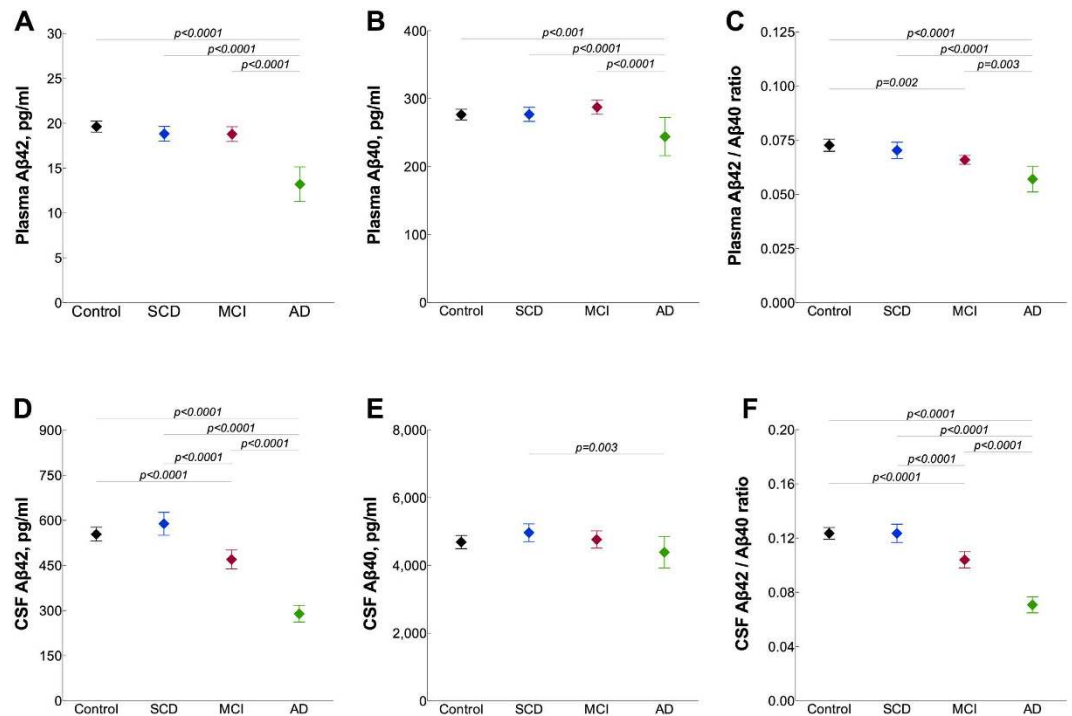 A
Plasma Aβ42, pg/ml
30
25
20
15
10
5
0
p<0.0001
p<0.0001
p<0.0001
Control SCD MCI AD
B
Plasma Aβ40, pg/ml
400
300
200
100
0
p<0.001
p<0.0001
p<0.0001
Control SCD MCI AD
C
Plasma Aβ42 / Aβ40 ratio
0.125
0.100
0.075
0.050
0.025
0.000
p<0.0001
p<0.0001
p=0.003
p=0.002
Control SCD MCI AD
D
CSF Aβ42, pg/ml
900
750
600
450
300
150
0
p<0.0001
p<0.0001
p<0.0001
p<0.0001
p<0.0001
Control SCD MCI AD
E
CSF Aβ40, pg/ml
8,000
6,000
4,000
2,000
0
p=0.003
Control SCD MCI AD
F
CSF Aβ42 / Aβ40 ratio
0.20
0.16
0.12
0.08
0.04
0.00
p<0.0001
p<0.0001
p<0.0001
p<0.0001
p<0.0001
Control SCD MCI AD